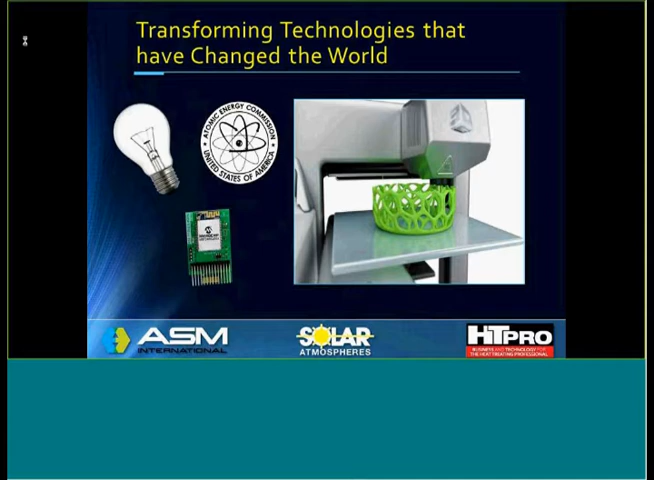 Transforming Technologies that
have Changed the World
ATOMIC ENERGY COMMISSION
UNITED STATES OF AMERICA
MICROCHIP
ASM
INTERNATIONAL
SOLAR
ATMOSPHERES
HTPRO
BUSINESS AND TECHNOLOGY FOR
THE HEAT TREATING PROFESSIONAL